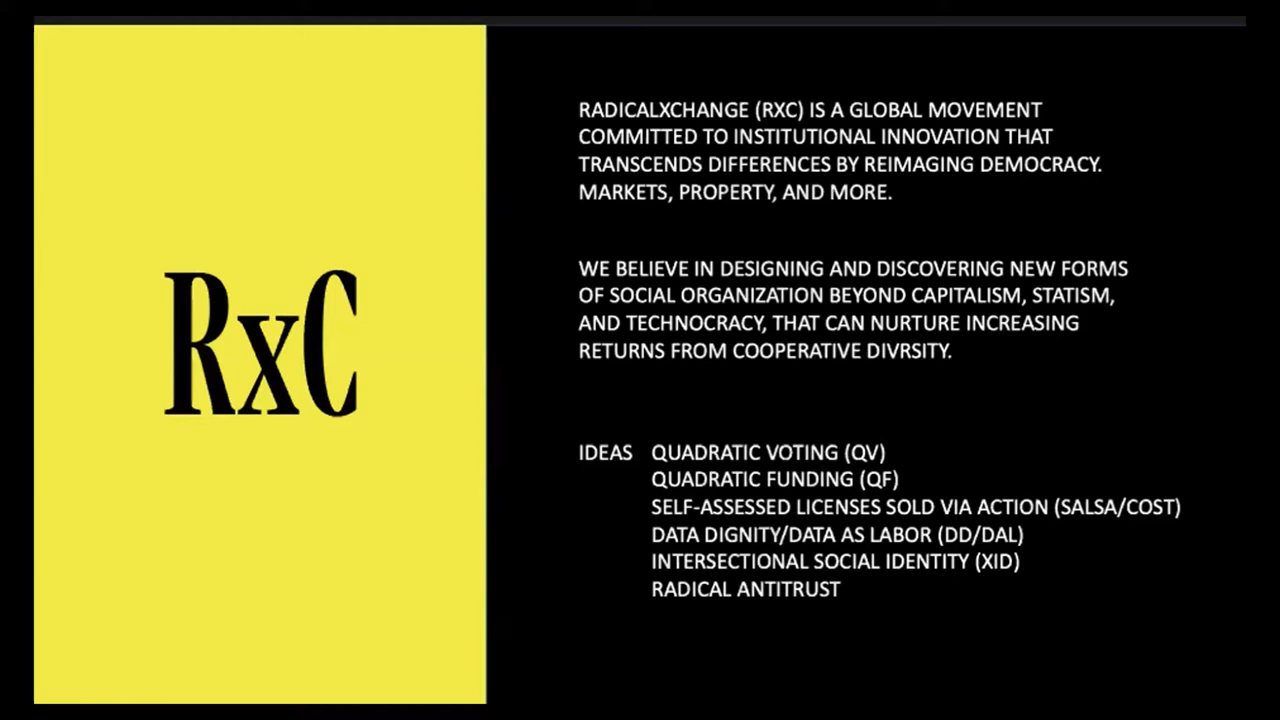 RxC
RADICALXCHANGE (RXC) IS A GLOBAL MOVEMENT
COMMITTED TO INSTITUTIONAL INNOVATION THAT
TRANSCENDS DIFFERENCES BY REIMAGING DEMOCRACY.
MARKETS, PROPERTY, AND MORE.
WE BELIEVE IN DESIGNING AND DISCOVERING NEW FORMS
OF SOCIAL ORGANIZATION BEYOND CAPITALISM, STATISM,
AND TECHNOCRACY, THAT CAN NURTURE INCREASING
RETURNS FROM COOPERATIVE DIVRSITY.
IDEAS QUADRATIC VOTING (QV)
QUADRATIC FUNDING (QF)
SELF-ASSESSED LICENSES SOLD VIA ACTION (SALSA/COST)
DATA DIGNITY/DATA AS LABOR (DD/DAL)
INTERSECTIONAL SOCIAL IDENTITY (XID)
RADICAL ANTITRUST